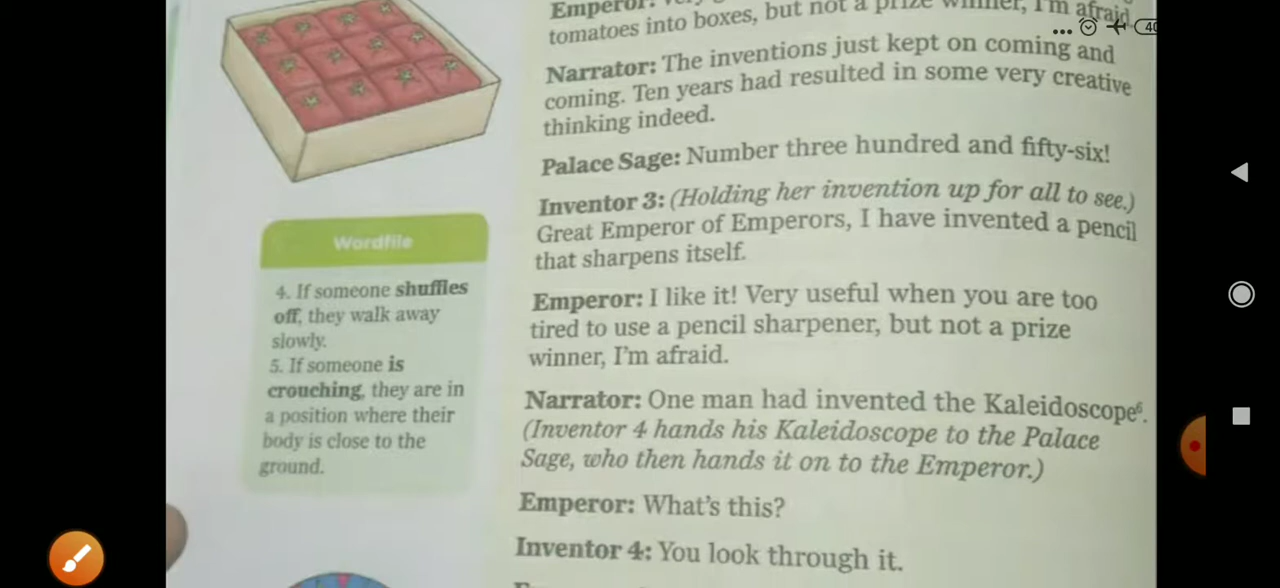 Emperor:
tomatoes into boxes, but not a prize winner, I'm afraid
Narrator: The inventions just kept on coming and
coming. Ten years had resulted in some very creative
thinking indeed.
Palace Sage: Number three hundred and fifty-six!
Inventor 3: (Holding her invention up for all to see.)
Great Emperor of Emperors, I have invented a pencil
that sharpens itself.
Emperor: I like it! Very useful when you are too
tired to use a pencil sharpener, but not a prize
winner, I'm afraid.
Narrator: One man had invented the Kaleidoscope⁶.
(Inventor 4 hands his Kaleidoscope to the Palace
Sage, who then hands it on to the Emperor.)
Emperor: What's this?
Inventor 4: You look through it.
Wordfile
4. If someone shuffles
off, they walk away
slowly.
5. If someone is
crouching, they are in
a position where their
body is close to the
ground.